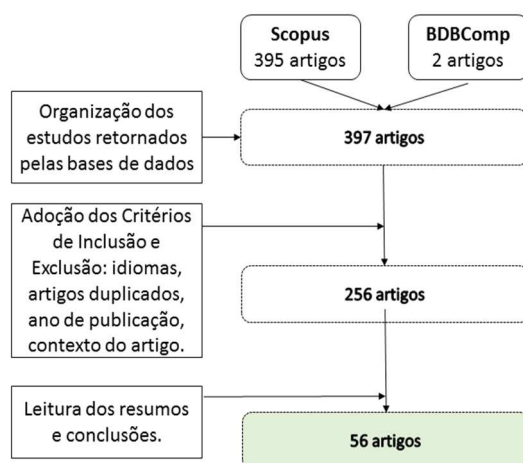 Scopus
395 artigos
BDBComp
2 artigos
Organização dos
estudos retornados
pelas bases de dados
397 artigos
Adoção dos Critérios
de Inclusão e
Exclusão: idiomas,
artigos duplicados,
ano de publicação,
contexto do artigo.
256 artigos
Leitura dos resumos
e conclusões.
56 artigos